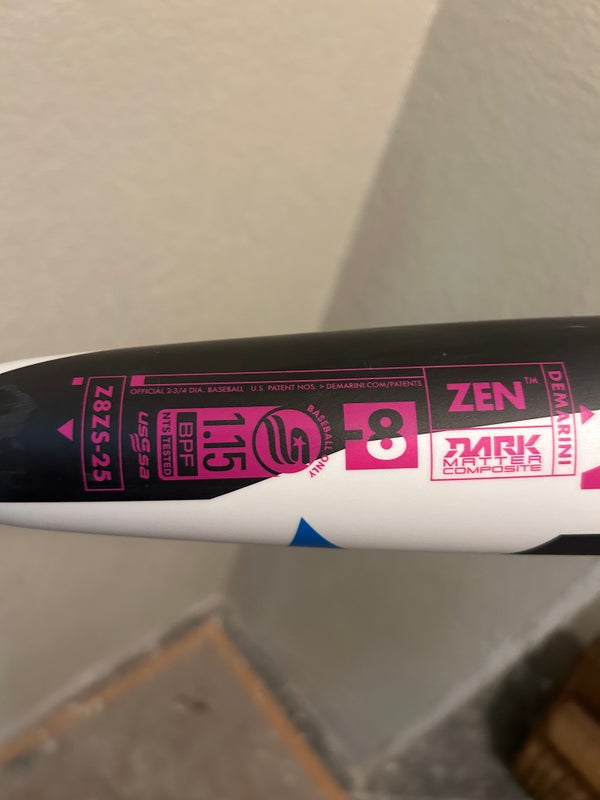 Z8ZS-25
OFFICIAL 2-3/4 DIA. BASEBALL U.S. PATENT NOS. > DEMARINI.COM/PATENTS
USSSA
NTS TESTED
1.15
BPF
BASEBALL ONLY
-8
ZEN™
DARK
MATTER
COMPOSITE
DEMARINI